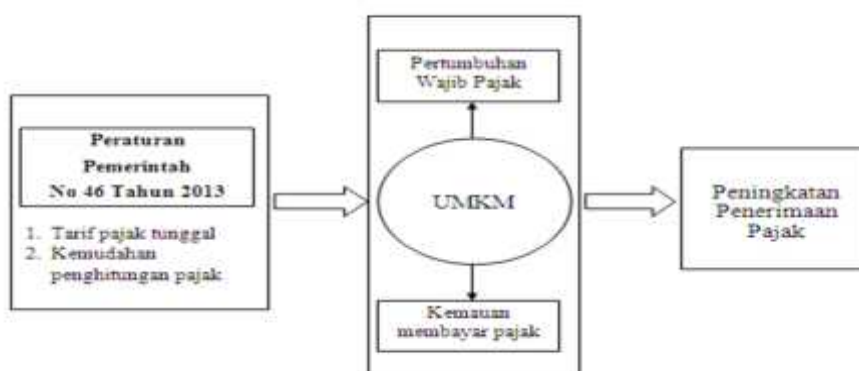 Peraturan
Pemerintah
No 46 Tahun 2013
1. Tarif pajak tunggal
2. Kemudahan
penghitungan pajak
Pertumbuhan
Wajib Pajak
UMKM
Kemauan
membayar pajak
Peningkatan
Penerimaan
Pajak